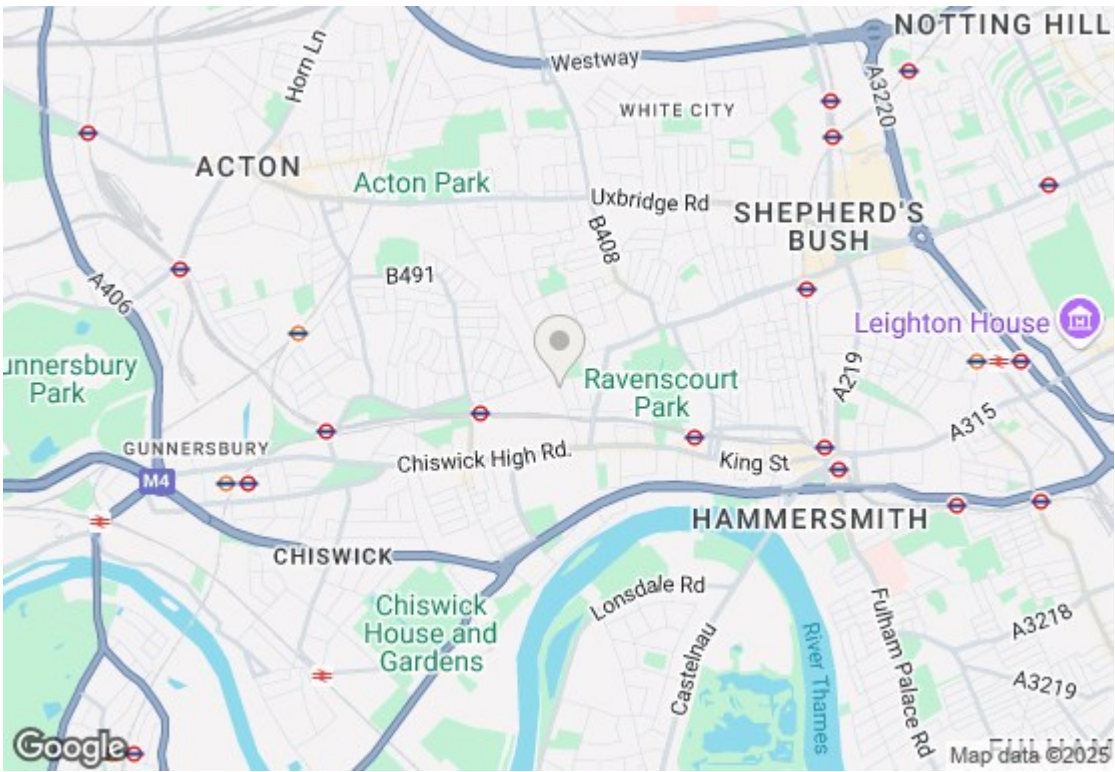 NOTTING HILL
Westway
Horn Ln
A3220
WHITE CITY
ACTON
Acton Park
Uxbridge Rd
SHEPHERD'S
BUSH
B408
B491
A406
Leighton House
unnersbury
Park
Ravenscourt
Park
A219
A315
GUNNERSBURY
Chiswick High Rd.
King St
M4
HAMMERSMITH
CHISWICK
Lonsdale Rd
Chiswick
House and
Gardens
Castelnau
River Thames
Fulham Palace Rd
A3218
A3219
FULHAM
Google
Map data ©2025